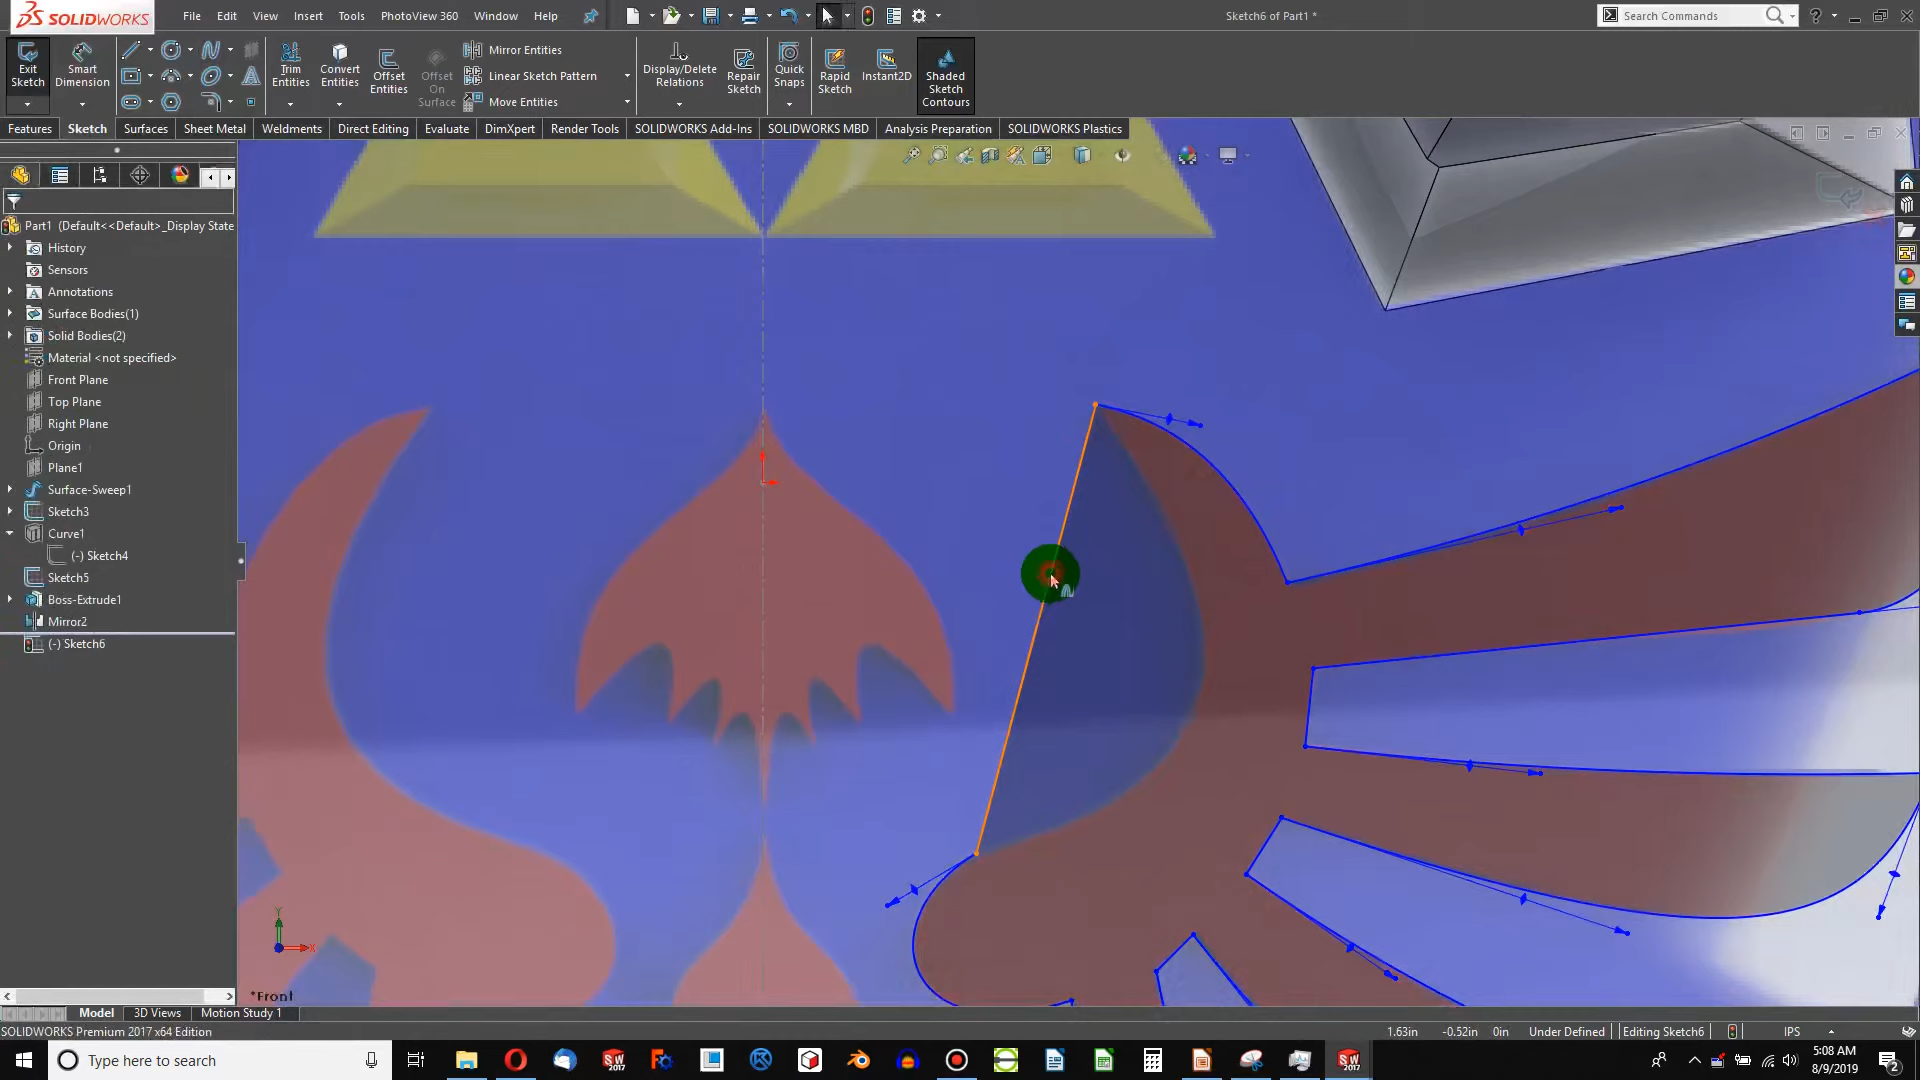 SOLIDWORKS
File Edit View Insert Tools PhotoView 360 Window Help
Sketch6 of Part1 *
Search Commands
Exit Sketch
Smart Dimension
Trim Entities
Convert Entities
Offset Entities
Offset On Surface
Mirror Entities
Linear Sketch Pattern
Move Entities
Display/Delete Relations
Repair Sketch
Quick Snaps
Rapid Sketch
Instant2D
Shaded Sketch Contours
Features Sketch Surfaces Sheet Metal Weldments Direct Editing Evaluate DimXpert Render Tools SOLIDWORKS Add-Ins SOLIDWORKS MBD Analysis Preparation SOLIDWORKS Plastics
Part1 (Default<<Default>_Display State
History
Sensors
Annotations
Surface Bodies(1)
Solid Bodies(2)
Material <not specified>
Front Plane
Top Plane
Right Plane
Origin
Plane1
Surface-Sweep1
Sketch3
Curve1
(-) Sketch4
Sketch5
Boss-Extrude1
Mirror2
(-) Sketch6
Y
X
*Front
Model 3D Views Motion Study 1
SOLIDWORKS Premium 2017 x64 Edition
1.63in -0.52in 0in Under Defined Editing Sketch6 IPS
Type here to search
SW 2017
SW 2017
5:08 AM
8/9/2019
2